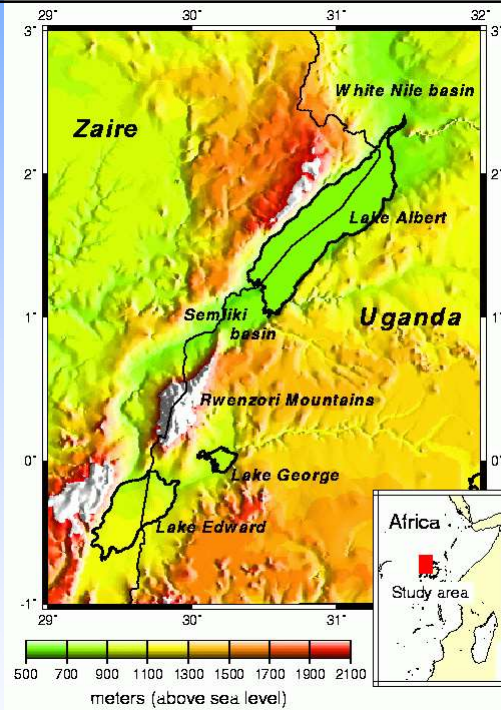 29° 30° 31° 32°
3° 3°
White Nile basin
Zaire
2° 2°
Lake Albert
Semliki
basin
Uganda
1° 1°
Rwenzori Mountains
0° 0°
Lake George
Lake Edward
Africa
Study area
-1°
29° 30° 31°
500 700 900 1100 1300 1500 1700 1900 2100
meters (above sea level)